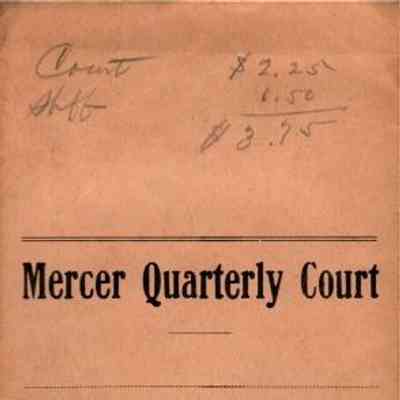 Court $2.25
Shff 1.50
$3.75
Mercer Quarterly Court